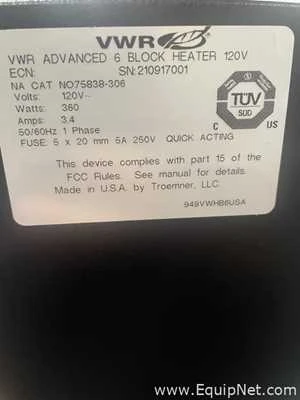 VWR
VWR ADVANCED 6 BLOCK HEATER 120V
ECN: SN:210917001
NA CAT NO.75838-306
Volts: 120V~
Watts: 360
Amps: 3.4
50/60Hz 1 Phase
FUSE: 5 x 20 mm 5A 250V QUICK ACTING
TÜV
SÜD
C US
This device complies with part 15 of the
FCC Rules. See manual for details.
Made in U.S.A. by Troemner, LLC.
949VWHB6USA
© www.EquipNet.com